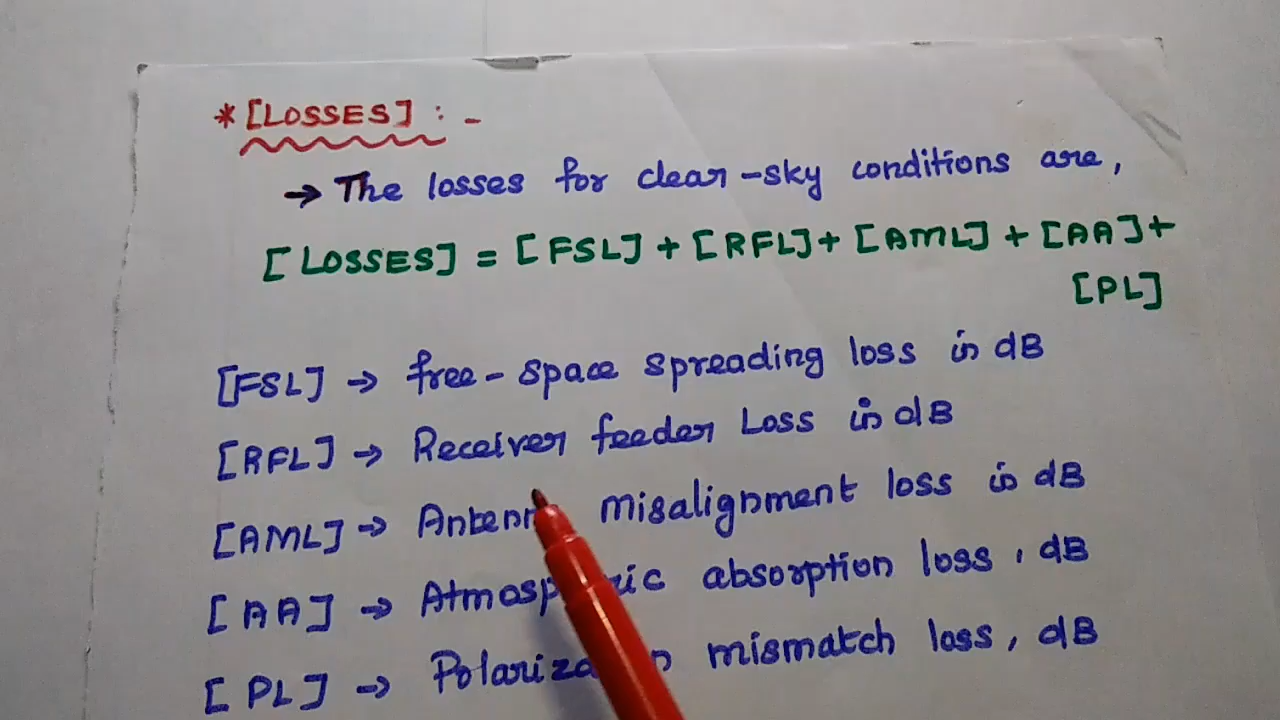 * [LOSSES] : -
→ The losses for clear-sky conditions are,
[LOSSES] = [FSL] + [RFL] + [AML] + [AA] +
[PL]
[FSL] → free-space spreading loss in dB
[RFL] → Receiver feeder Loss in dB
[AML] → misalignment loss in dB
[AA] → absorption loss, dB
[PL] → mismatch loss, dB